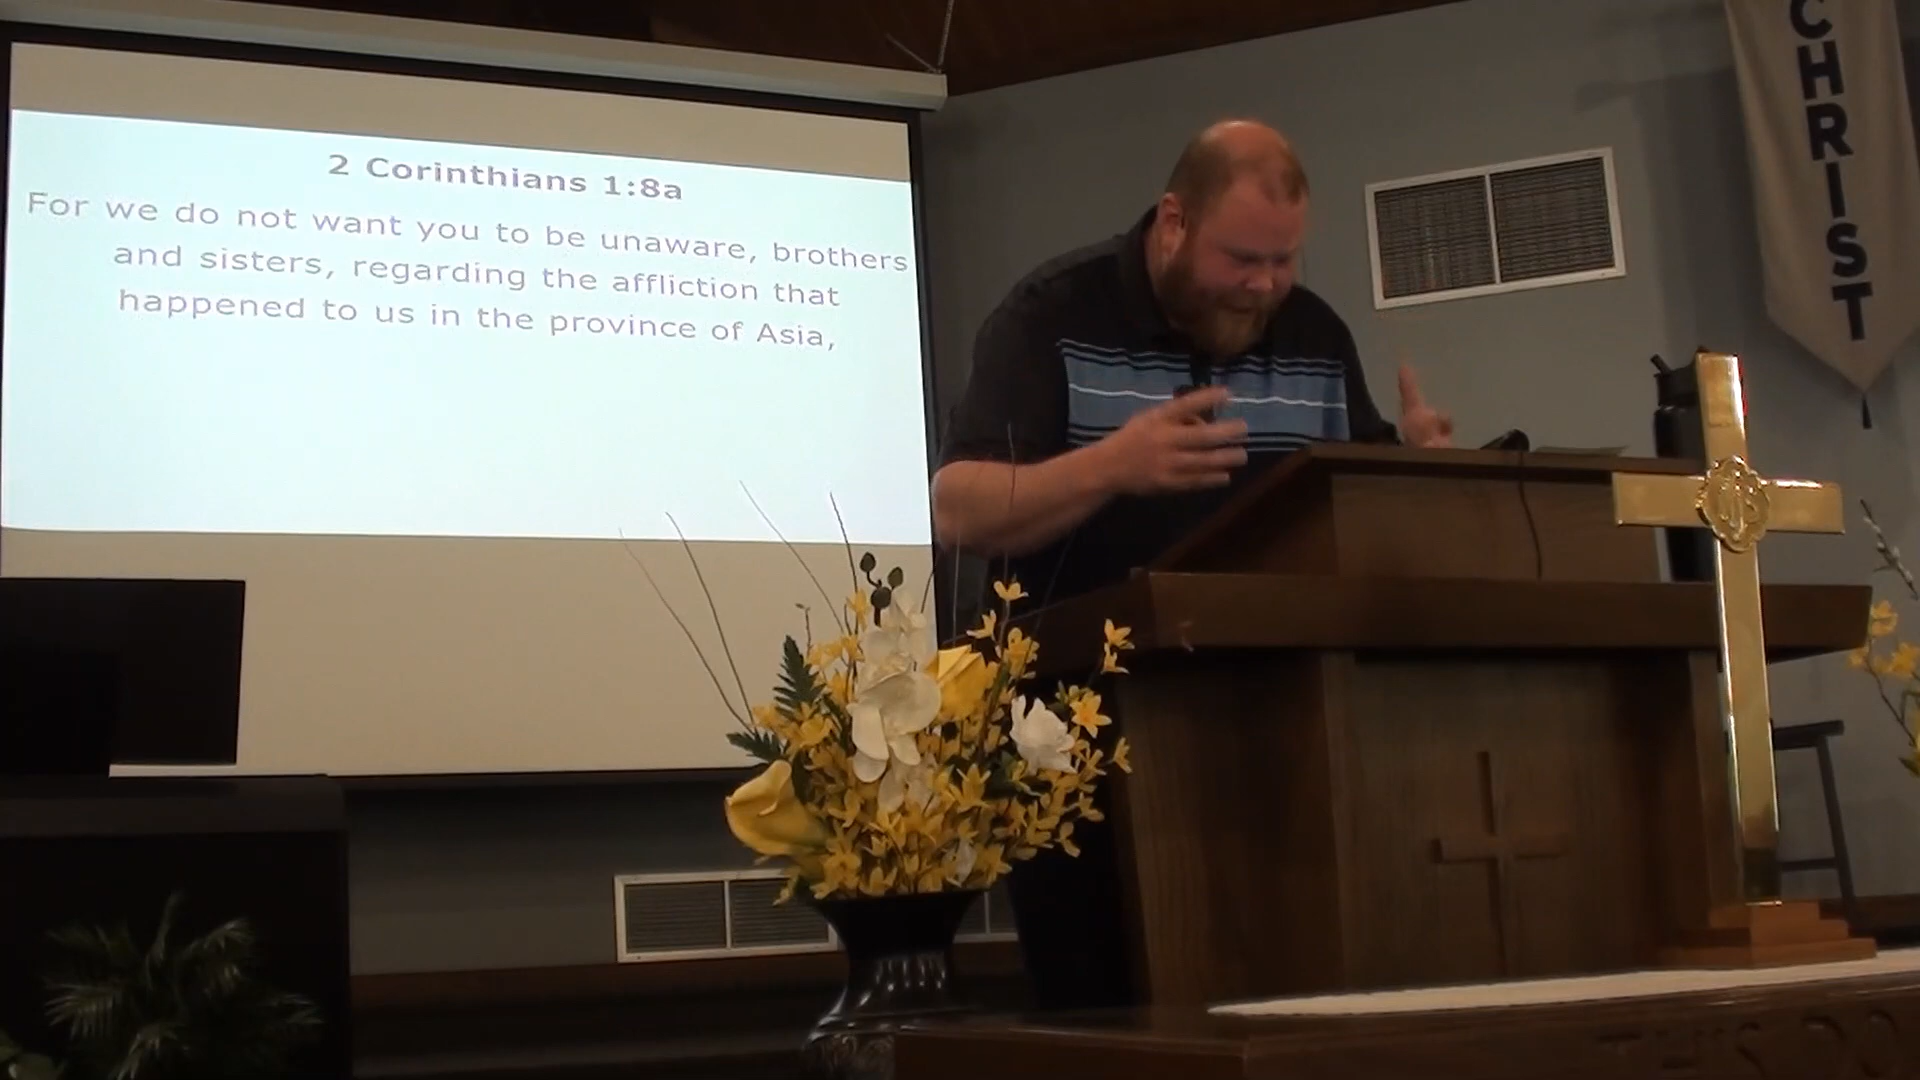 2 Corinthians 1:8a
For we do not want you to be unaware, brothers
and sisters, regarding the affliction that
happened to us in the province of Asia,
CHRIST
IHS